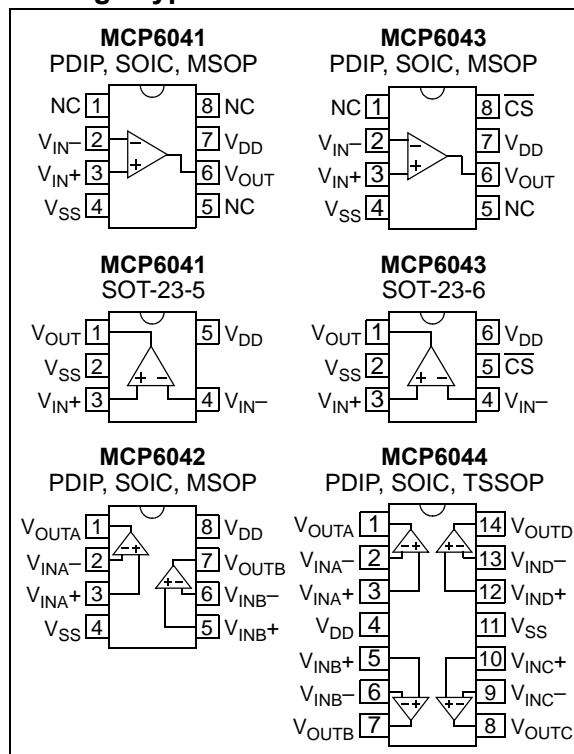 MCP6041
PDIP, SOIC, MSOP
NC 1 8 NC
VIN– 2 7 VDD
VIN+ 3 6 VOUT
VSS 4 5 NC
– +
MCP6043
PDIP, SOIC, MSOP
NC 1 8 C̅S̅
VIN– 2 7 VDD
VIN+ 3 6 VOUT
VSS 4 5 NC
– +
MCP6041
SOT-23-5
VOUT 1 5 VDD
VSS 2
VIN+ 3 4 VIN–
+ –
MCP6043
SOT-23-6
VOUT 1 6 VDD
VSS 2 5 C̅S̅
VIN+ 3 4 VIN–
+ –
MCP6042
PDIP, SOIC, MSOP
VOUTA 1 8 VDD
VINA– 2 7 VOUTB
VINA+ 3 6 VINB–
VSS 4 5 VINB+
– +
+ –
MCP6044
PDIP, SOIC, TSSOP
VOUTA 1 14 VOUTD
VINA– 2 13 VIND–
VINA+ 3 12 VIND+
VDD 4 11 VSS
VINB+ 5 10 VINC+
VINB– 6 9 VINC–
VOUTB 7 8 VOUTC
– + + –
– + + –